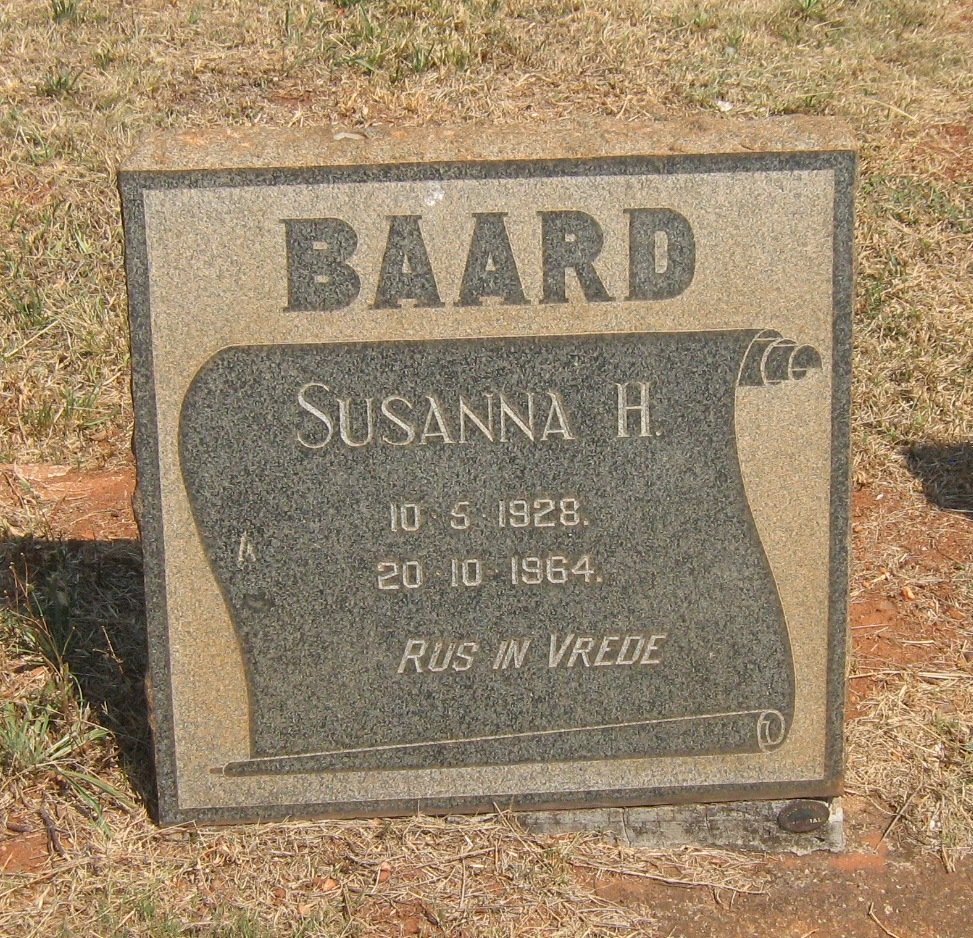 BAARD
SUSANNA H.
10 5 1928.
20 10 1964.
RUS IN VREDE